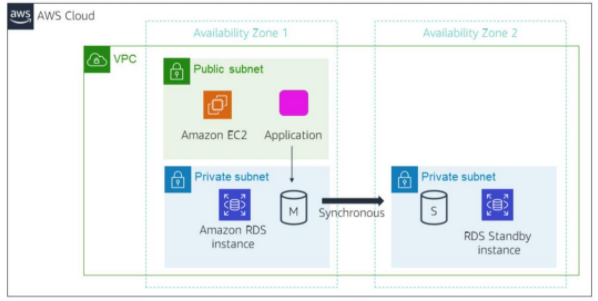 aws
AWS Cloud
Availability Zone 1
Availability Zone 2
VPC
Public subnet
Amazon EC2
Application
Private subnet
Private subnet
M
Synchronous
S
Amazon RDS
instance
RDS Standby
instance